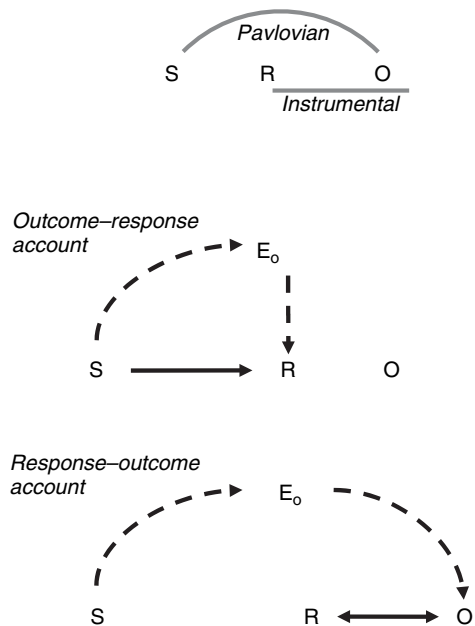 Pavlovian
S R O
Instrumental
Outcome–response
account
Eo
S R O
Response–outcome
account
Eo
S R O